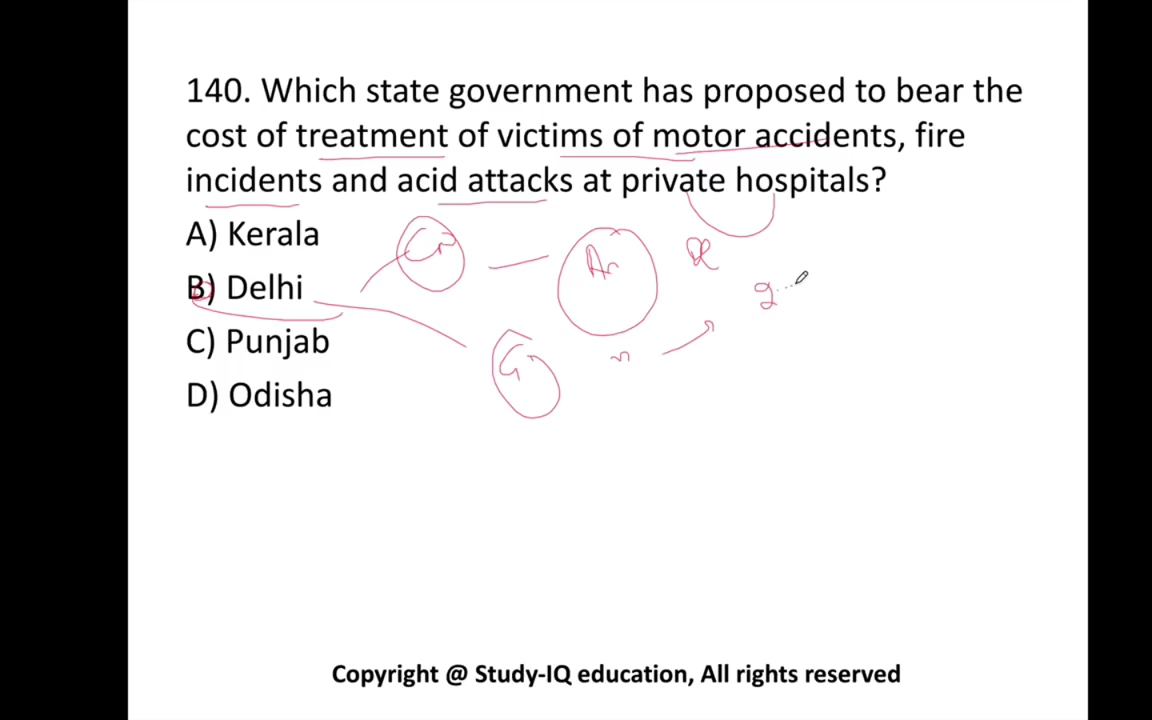 140. Which state government has proposed to bear the
cost of treatment of victims of motor accidents, fire
incidents and acid attacks at private hospitals?
A) Kerala
B) Delhi
C) Punjab
D) Odisha
Copyright @ Study-IQ education, All rights reserved